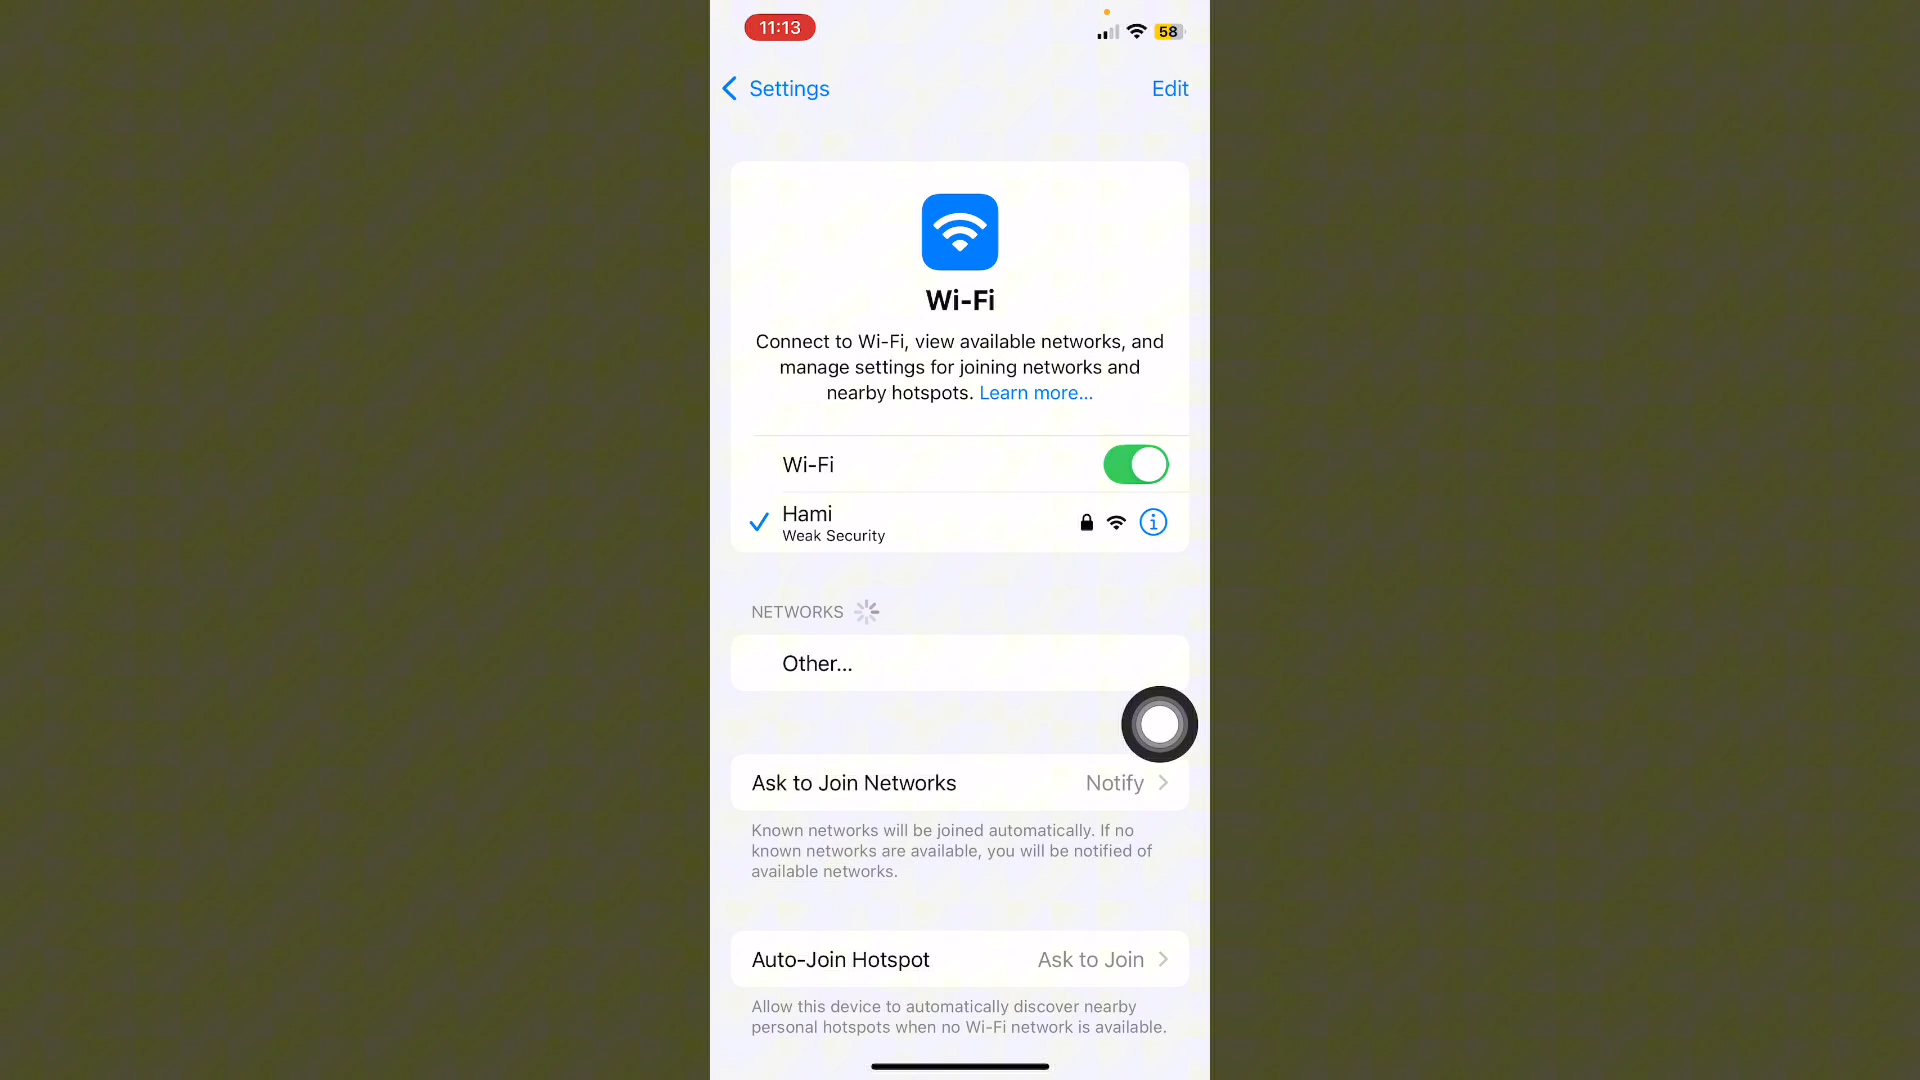 11:13
58
Settings
Edit
Wi-Fi
Connect to Wi-Fi, view available networks, and
manage settings for joining networks and
nearby hotspots. Learn more...
Wi-Fi
Hami
Weak Security
NETWORKS
Other...
Ask to Join Networks Notify
Known networks will be joined automatically. If no
known networks are available, you will be notified of
available networks.
Auto-Join Hotspot Ask to Join
Allow this device to automatically discover nearby
personal hotspots when no Wi-Fi network is available.